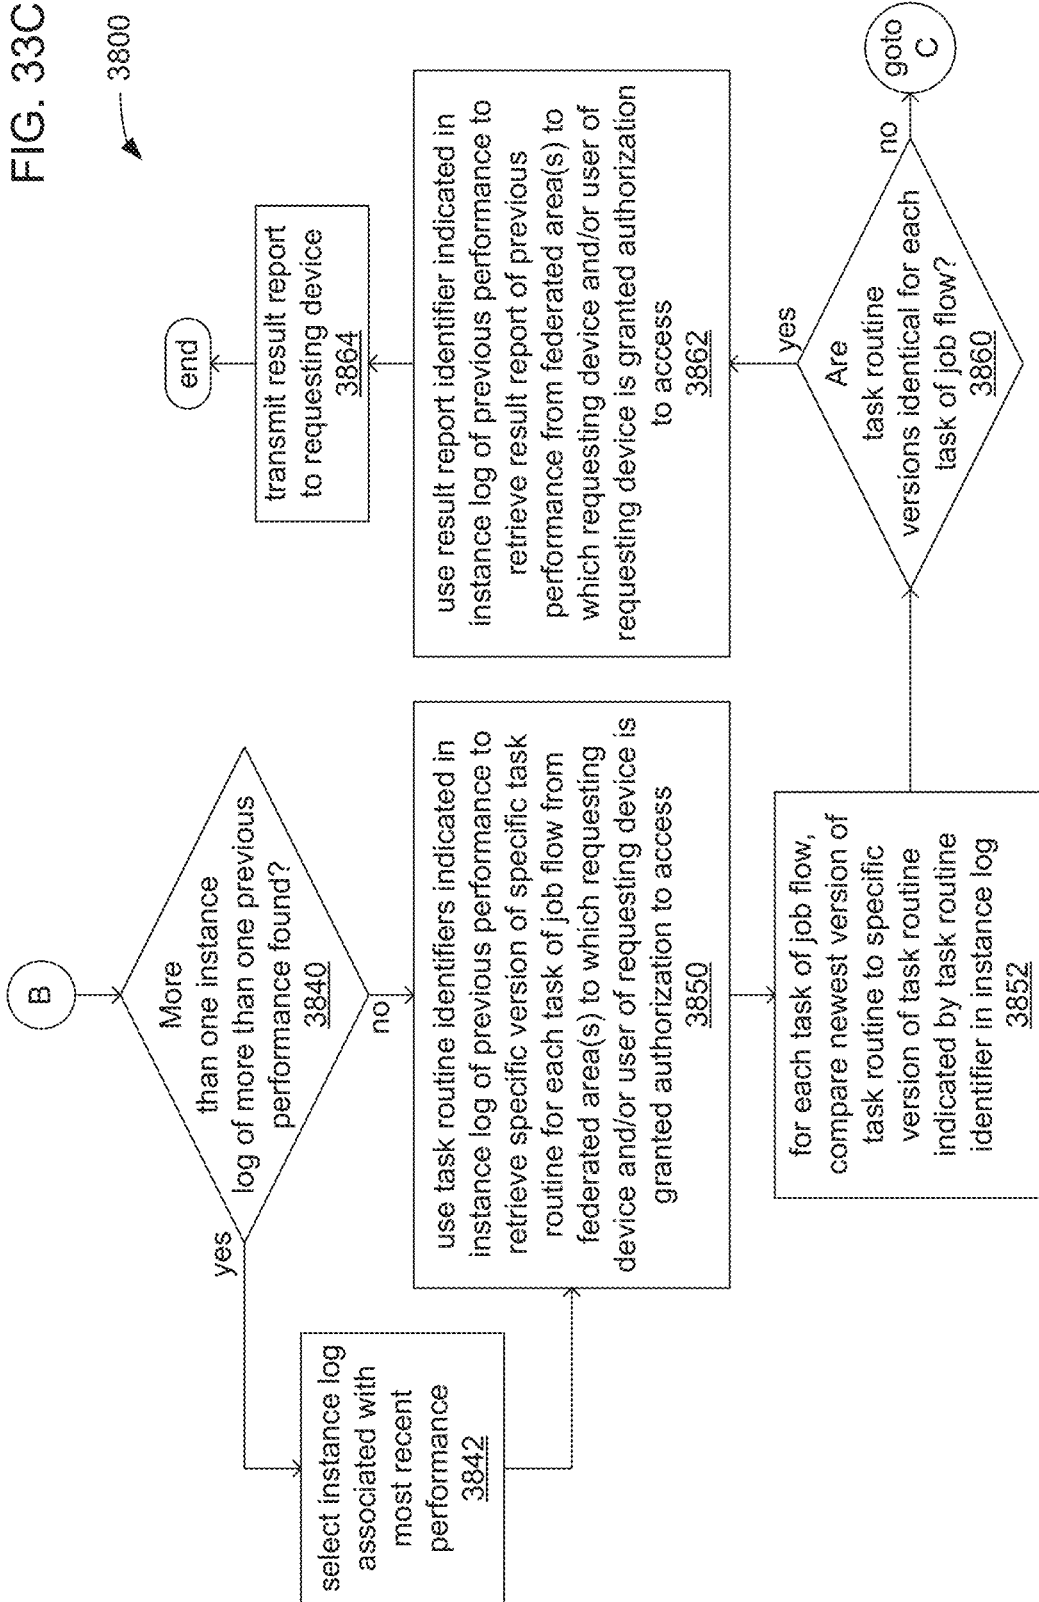 FIG. 33C
3800
B
More
than one instance
log of more than one previous
performance found?
3840
yes
no
select instance log
associated with
most recent
performance
3842
use task routine identifiers indicated in
instance log of previous performance to
retrieve specific version of specific task
routine for each task of job flow from
federated area(s) to which requesting
device and/or user of requesting device is
granted authorization to access
3850
for each task of job flow,
compare newest version of
task routine to specific
version of task routine
indicated by task routine
identifier in instance log
3852
Are
task routine
versions identical for each
task of job flow?
3860
yes
no
goto
C
use result report identifier indicated in
instance log of previous performance to
retrieve result report of previous
performance from federated area(s) to
which requesting device and/or user of
requesting device is granted authorization
to access
3862
transmit result report
to requesting device
3864
end